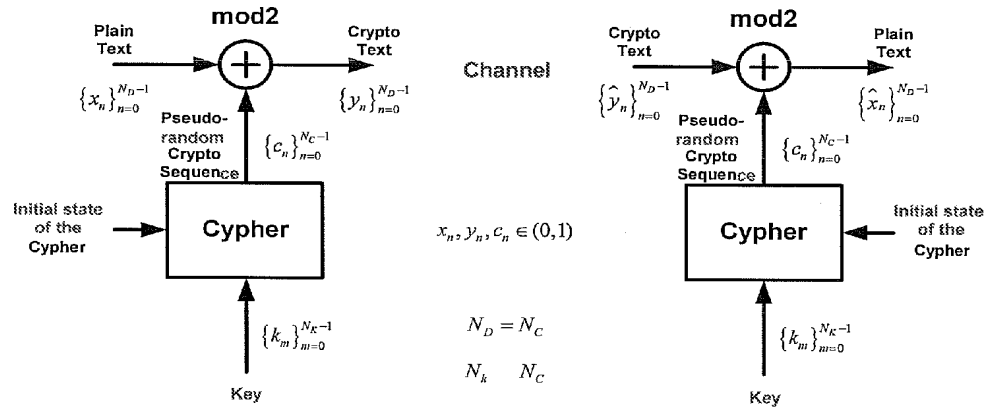 mod2
Plain
Text
Crypto
Text
{x_n}_{n=0}^{N_D-1}
{y_n}_{n=0}^{N_D-1}
Pseudo-
random
Crypto
Sequence
{c_n}_{n=0}^{N_C-1}
Initial state
of the
Cypher
Cypher
{k_m}_{m=0}^{N_K-1}
Key
Channel
x_n, y_n, c_n ∈ (0,1)
N_D = N_C
N_k N_C
mod2
Crypto
Text
Plain
Text
{ŷ_n}_{n=0}^{N_D-1}
{x̂_n}_{n=0}^{N_D-1}
Pseudo-
random
Crypto
Sequence
{c_n}_{n=0}^{N_C-1}
Cypher
Initial state
of the
Cypher
{k_m}_{m=0}^{N_K-1}
Key